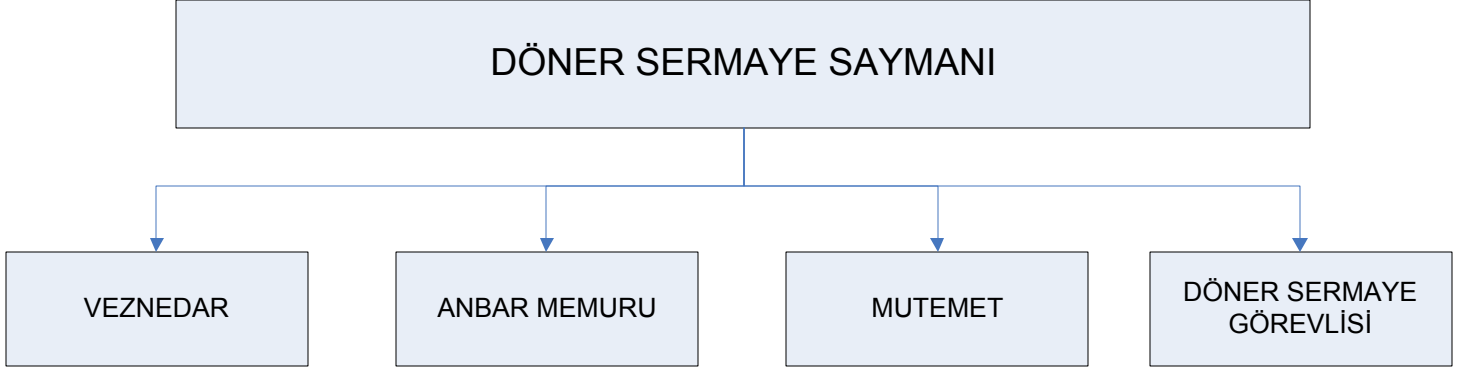 DÖNER SERMAYE SAYMANI
VEZNEDAR
ANBAR MEMURU
MUTEMET
DÖNER SERMAYE
GÖREVLİSİ